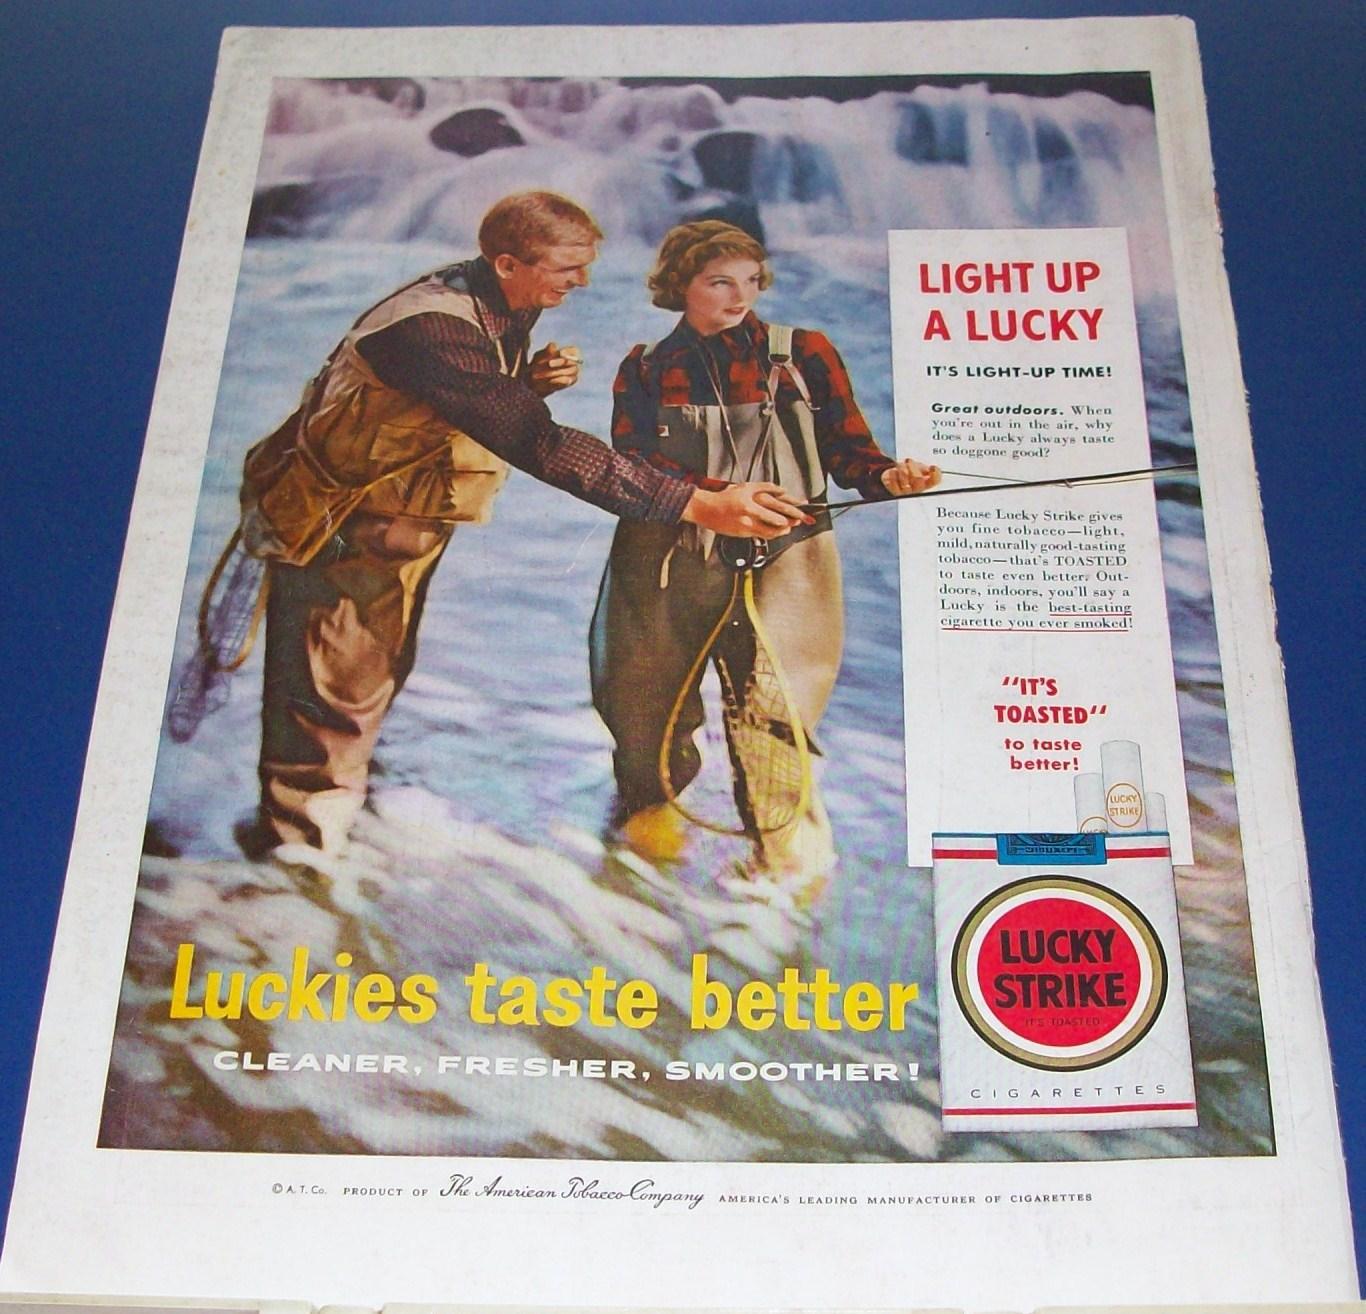 LIGHT UP
A LUCKY
IT'S LIGHT-UP TIME!
Great outdoors. When
you're out in the air, why
does a Lucky always taste
so doggone good?
Because Lucky Strike gives
you fine tobacco—light,
mild, naturally good-tasting
tobacco—that's TOASTED
to taste even better. Out-
doors, indoors, you'll say a
Lucky is the best-tasting
cigarette you ever smoked!
"IT'S
TOASTED"
to taste
better!
LUCKY
STRIKE
LUCKY
STRIKE
IT'S TOASTED
CIGARETTES
Luckies taste better
CLEANER, FRESHER, SMOOTHER!
© A. T. Co. PRODUCT OF The American Tobacco Company AMERICA'S LEADING MANUFACTURER OF CIGARETTES